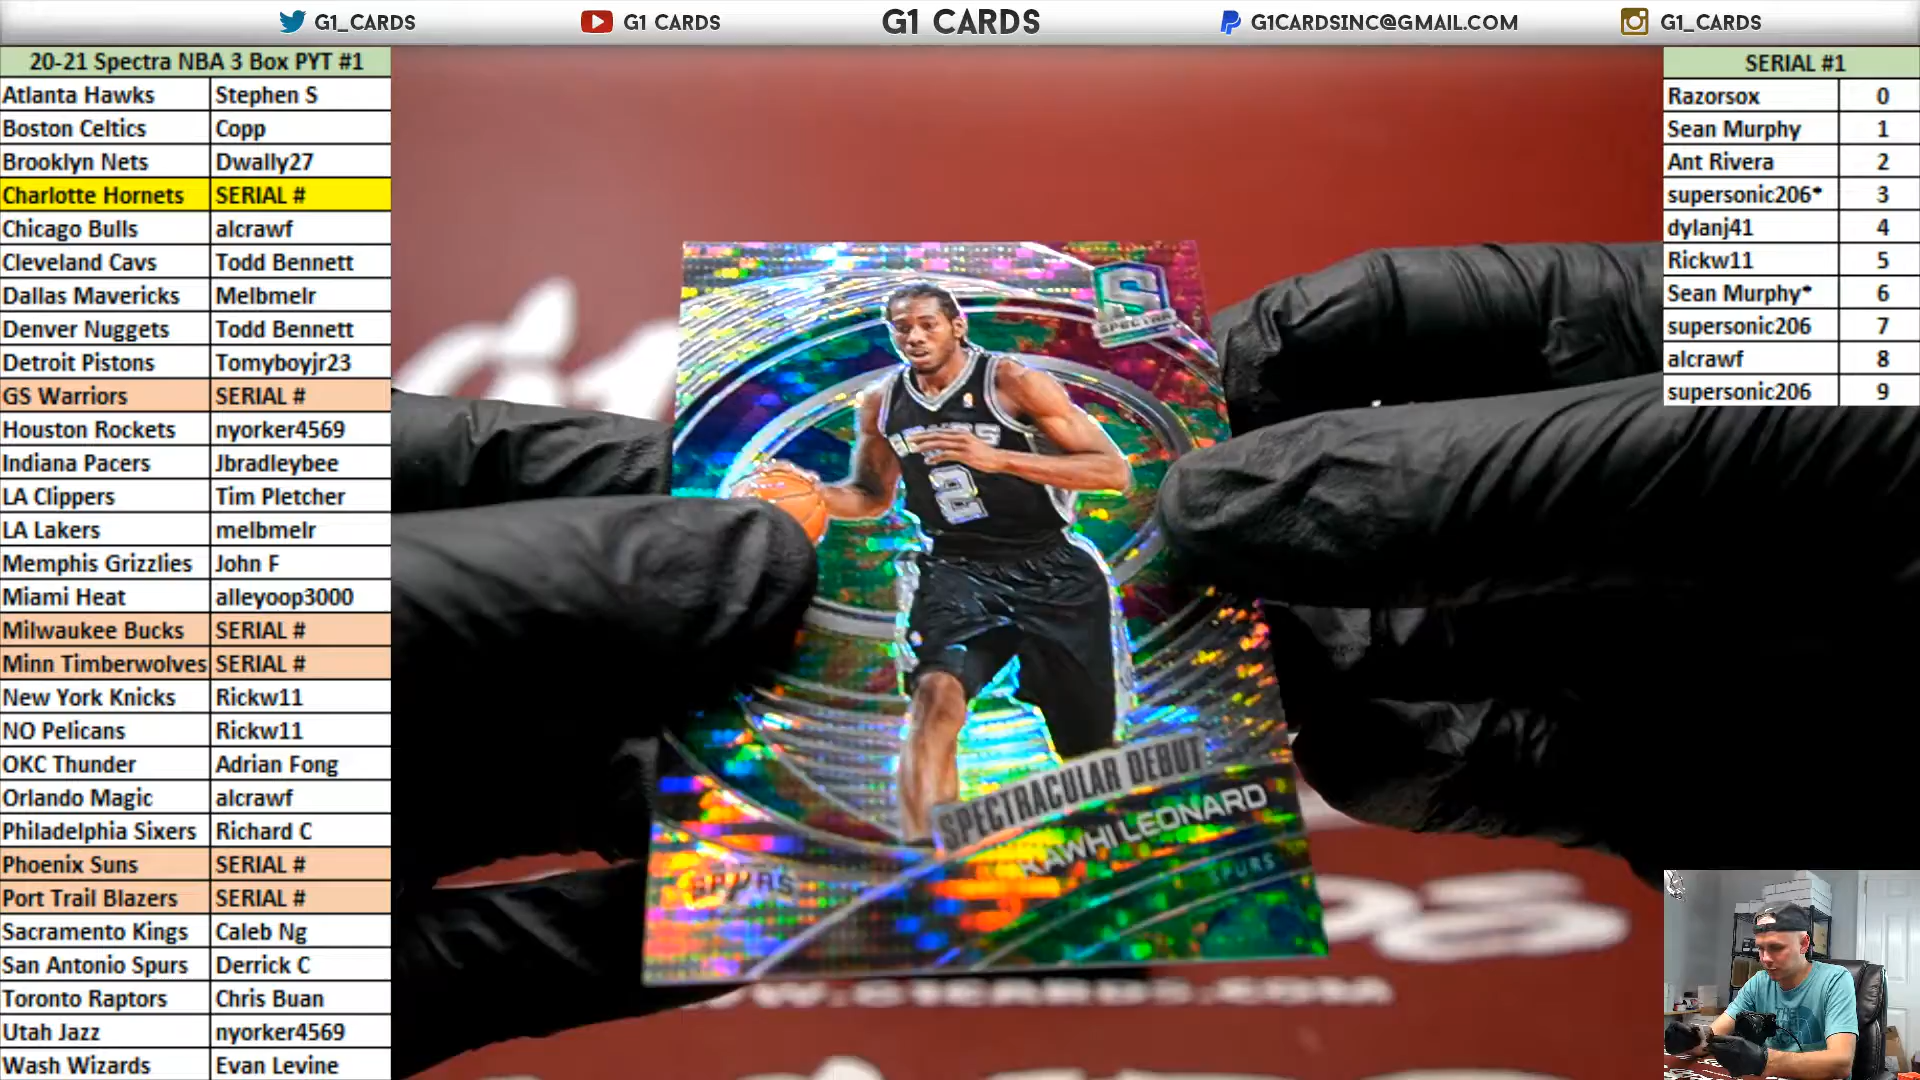 G1_CARDS G1 CARDS G1 CARDS G1CARDSINC@GMAIL.COM G1_CARDS
20-21 Spectra NBA 3 Box PYT #1
Atlanta Hawks Stephen S
Boston Celtics Copp
Brooklyn Nets Dwally27
Charlotte Hornets SERIAL #
Chicago Bulls alcrawf
Cleveland Cavs Todd Bennett
Dallas Mavericks Melbmelr
Denver Nuggets Todd Bennett
Detroit Pistons Tomyboyjr23
GS Warriors SERIAL #
Houston Rockets nyorker4569
Indiana Pacers Jbradleybee
LA Clippers Tim Pletcher
LA Lakers melbmelr
Memphis Grizzlies John F
Miami Heat alleyoop3000
Milwaukee Bucks SERIAL #
Minn Timberwolves SERIAL #
New York Knicks Rickw11
NO Pelicans Rickw11
OKC Thunder Adrian Fong
Orlando Magic alcrawf
Philadelphia Sixers Richard C
Phoenix Suns SERIAL #
Port Trail Blazers SERIAL #
Sacramento Kings Caleb Ng
San Antonio Spurs Derrick C
Toronto Raptors Chris Buan
Utah Jazz nyorker4569
Wash Wizards Evan Levine
S
SPECTRA
SPURS
2
SPECTRACULAR DEBUT
KAWHI LEONARD
SPURS
SPURS
WWW.G1CARDS.COM
SERIAL #1
Razorsox 0
Sean Murphy 1
Ant Rivera 2
supersonic206* 3
dylanj41 4
Rickw11 5
Sean Murphy* 6
supersonic206 7
alcrawf 8
supersonic206 9